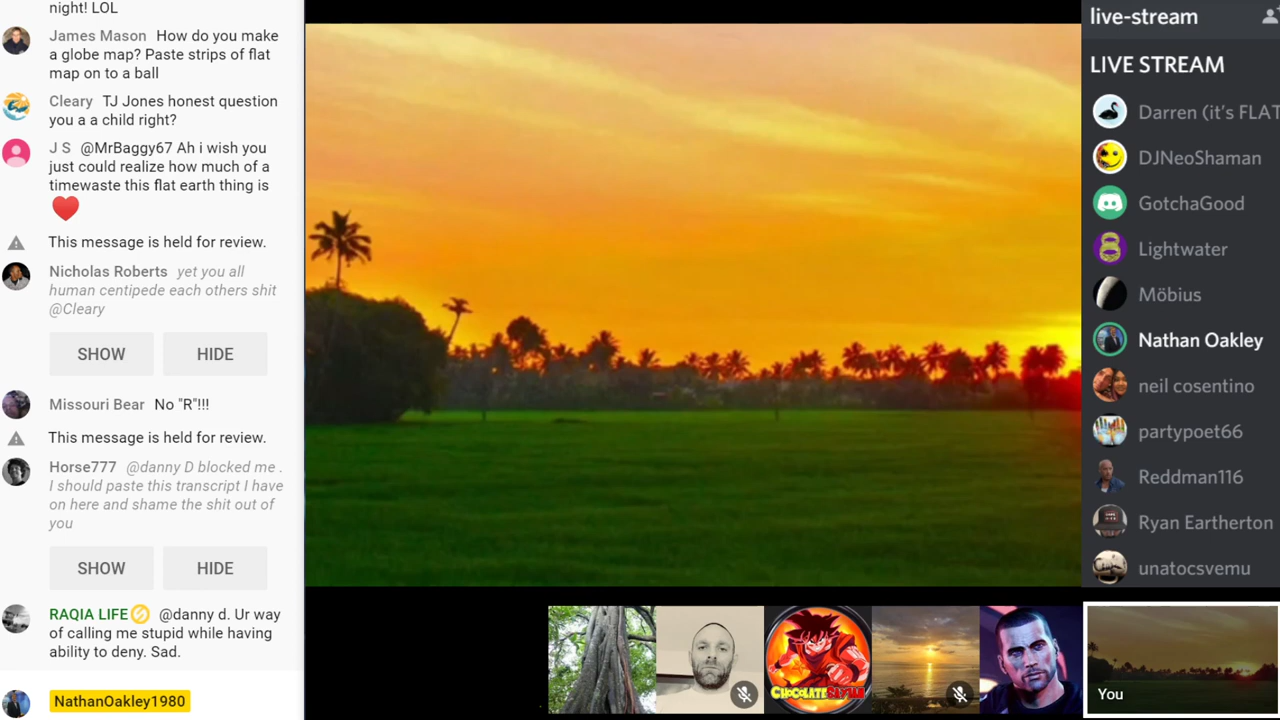 night! LOL
James Mason How do you make
a globe map? Paste strips of flat
map on to a ball
Cleary TJ Jones honest question
you a a child right?
J S @MrBaggy67 Ah i wish you
just could realize how much of a
timewaste this flat earth thing is
This message is held for review.
Nicholas Roberts yet you all
human centipede each others shit
@Cleary
SHOW HIDE
Missouri Bear No "R"!!!
This message is held for review.
Horse777 @danny D blocked me .
I should paste this transcript I have
on here and shame the shit out of
you
SHOW HIDE
RAQIA LIFE @danny d. Ur way
of calling me stupid while having
ability to deny. Sad.
NathanOakley1980
CHOCOLATE SAIYAN
You
live-stream
LIVE STREAM
Darren (it's FLAT
DJNeoShaman
GotchaGood
Lightwater
Möbius
Nathan Oakley
neil cosentino
partypoet66
Reddman116
Ryan Eartherton
unatocsvemu